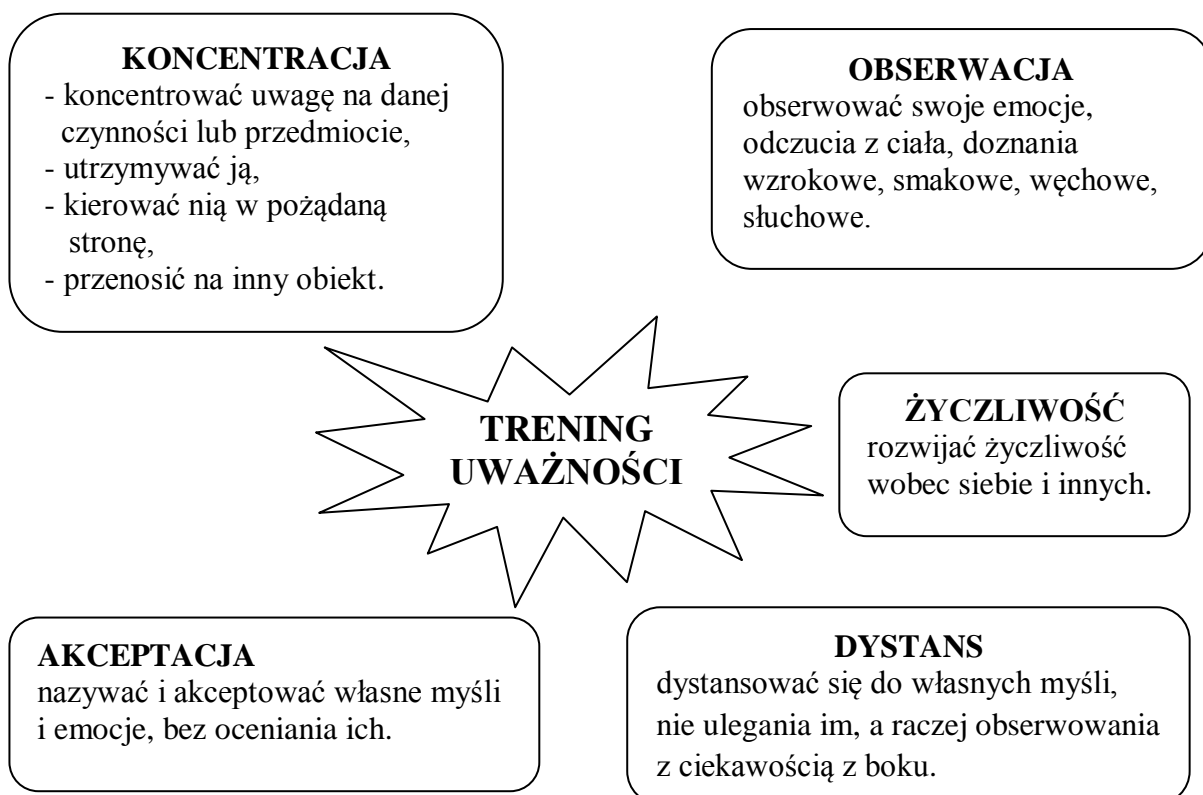 KONCENTRACJA
- koncentrować uwagę na danej
czynności lub przedmiocie,
- utrzymywać ją,
- kierować nią w pożądaną
stronę,
- przenosić na inny obiekt.
OBSERWACJA
obserwować swoje emocje,
odczucia z ciała, doznania
wzrokowe, smakowe, węchowe,
słuchowe.
TRENING
UWAŻNOŚCI
ŻYCZLIWOŚĆ
rozwijać życzliwość
wobec siebie i innych.
AKCEPTACJA
nazywać i akceptować własne myśli
i emocje, bez oceniania ich.
DYSTANS
dystansować się do własnych myśli,
nie ulegania im, a raczej obserwowania
z ciekawością z boku.